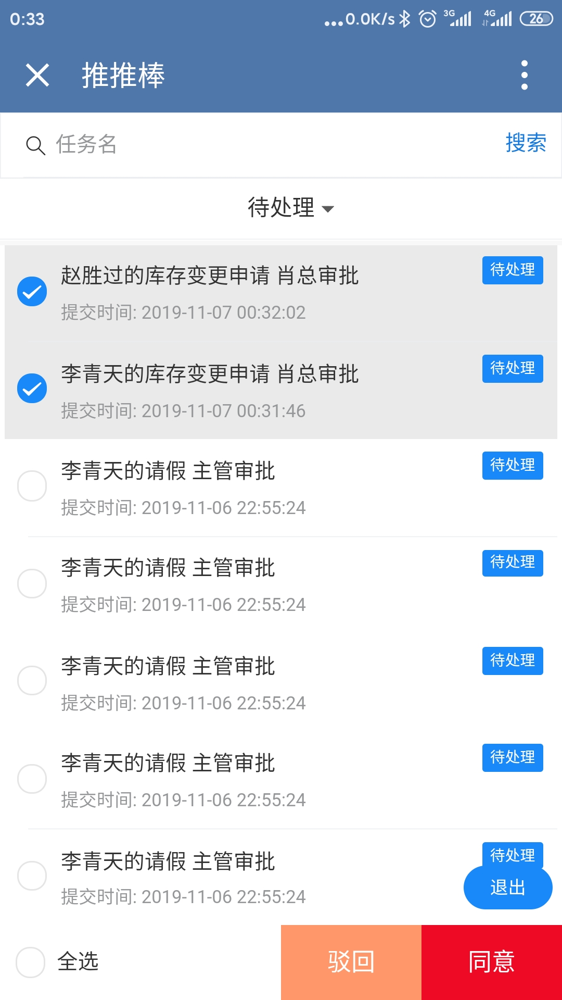 0:33 ...0.0K/s 3G 4G 26
推推棒
任务名 搜索
待处理
赵胜过的库存变更申请 肖总审批 待处理
提交时间: 2019-11-07 00:32:02
李青天的库存变更申请 肖总审批 待处理
提交时间: 2019-11-07 00:31:46
李青天的请假 主管审批 待处理
提交时间: 2019-11-06 22:55:24
李青天的请假 主管审批 待处理
提交时间: 2019-11-06 22:55:24
李青天的请假 主管审批 待处理
提交时间: 2019-11-06 22:55:24
李青天的请假 主管审批 待处理
提交时间: 2019-11-06 22:55:24
李青天的请假 主管审批 待处理
提交时间: 2019-11-06 22:55:24 退出
全选 驳回 同意